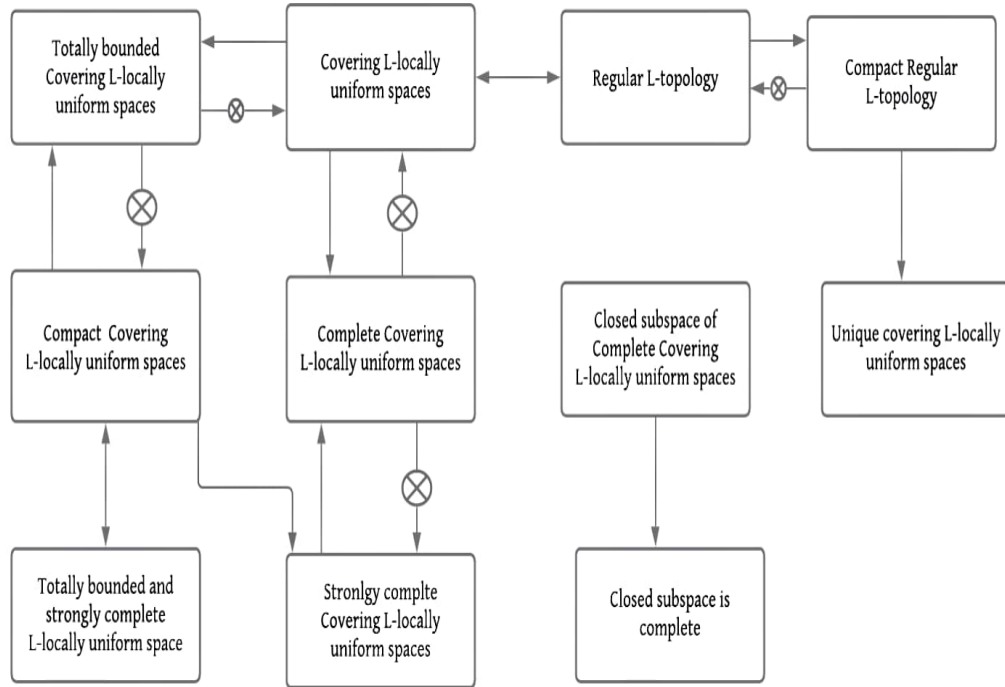 Totally bounded
Covering L-locally
uniform spaces
Covering L-locally
uniform spaces
Regular L-topology
Compact Regular
L-topology
Compact Covering
L-locally uniform spaces
Complete Covering
L-locally uniform spaces
Closed subspace of
Complete Covering
L-locally uniform spaces
Unique covering L-locally
uniform spaces
Totally bounded and
strongly complete
L-locally uniform space
Stronlgy complte
Covering L-locally
uniform spaces
Closed subspace is
complete